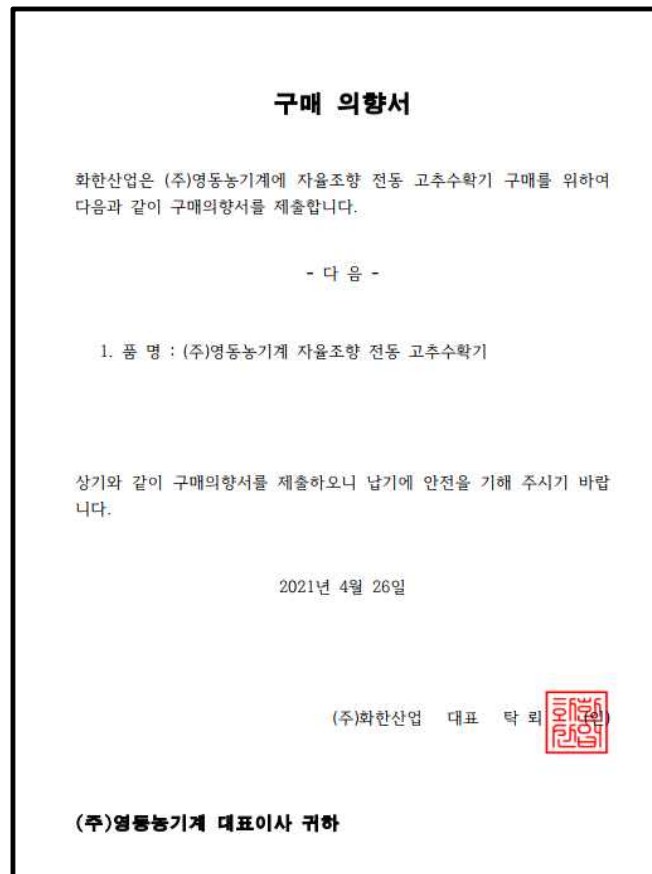 구매 의향서
화한산업은 (주)영동농기계에 자율조향 전동 고추수확기 구매를 위하여
다음과 같이 구매의향서를 제출합니다.
- 다 음 -
1. 품 명 : (주)영동농기계 자율조향 전동 고추수확기
상기와 같이 구매의향서를 제출하오니 납기에 안전을 기해 주시기 바랍
니다.
2021년 4월 26일
(주)화한산업 대표 탁 뢰 (인)
(주)영동농기계 대표이사 귀하